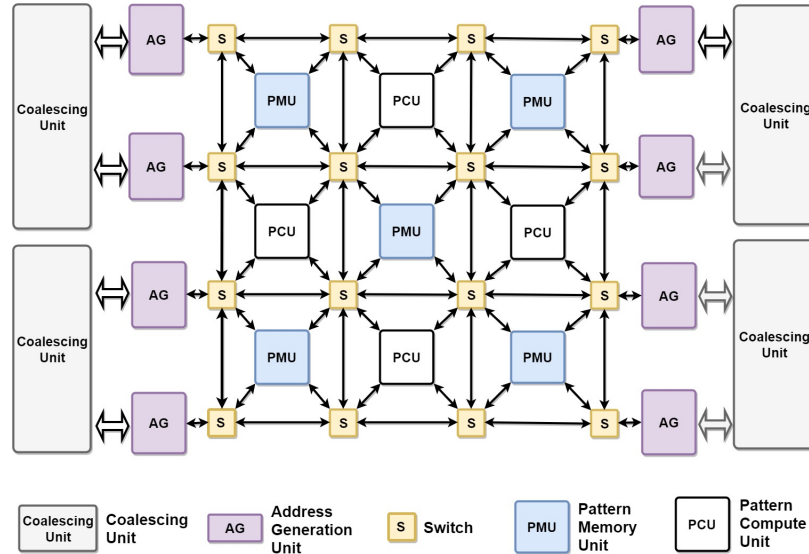 AG S S S S AG
Coalescing
Unit
PMU PCU PMU
Coalescing
Unit
AG S S S S AG
PCU PMU PCU
AG S S S S AG
Coalescing
Unit
PMU PCU PMU
Coalescing
Unit
AG S S S S AG
Coalescing
Unit
Coalescing
Unit
AG
Address
Generation
Unit
S
Switch
PMU
Pattern
Memory
Unit
PCU
Pattern
Compute
Unit